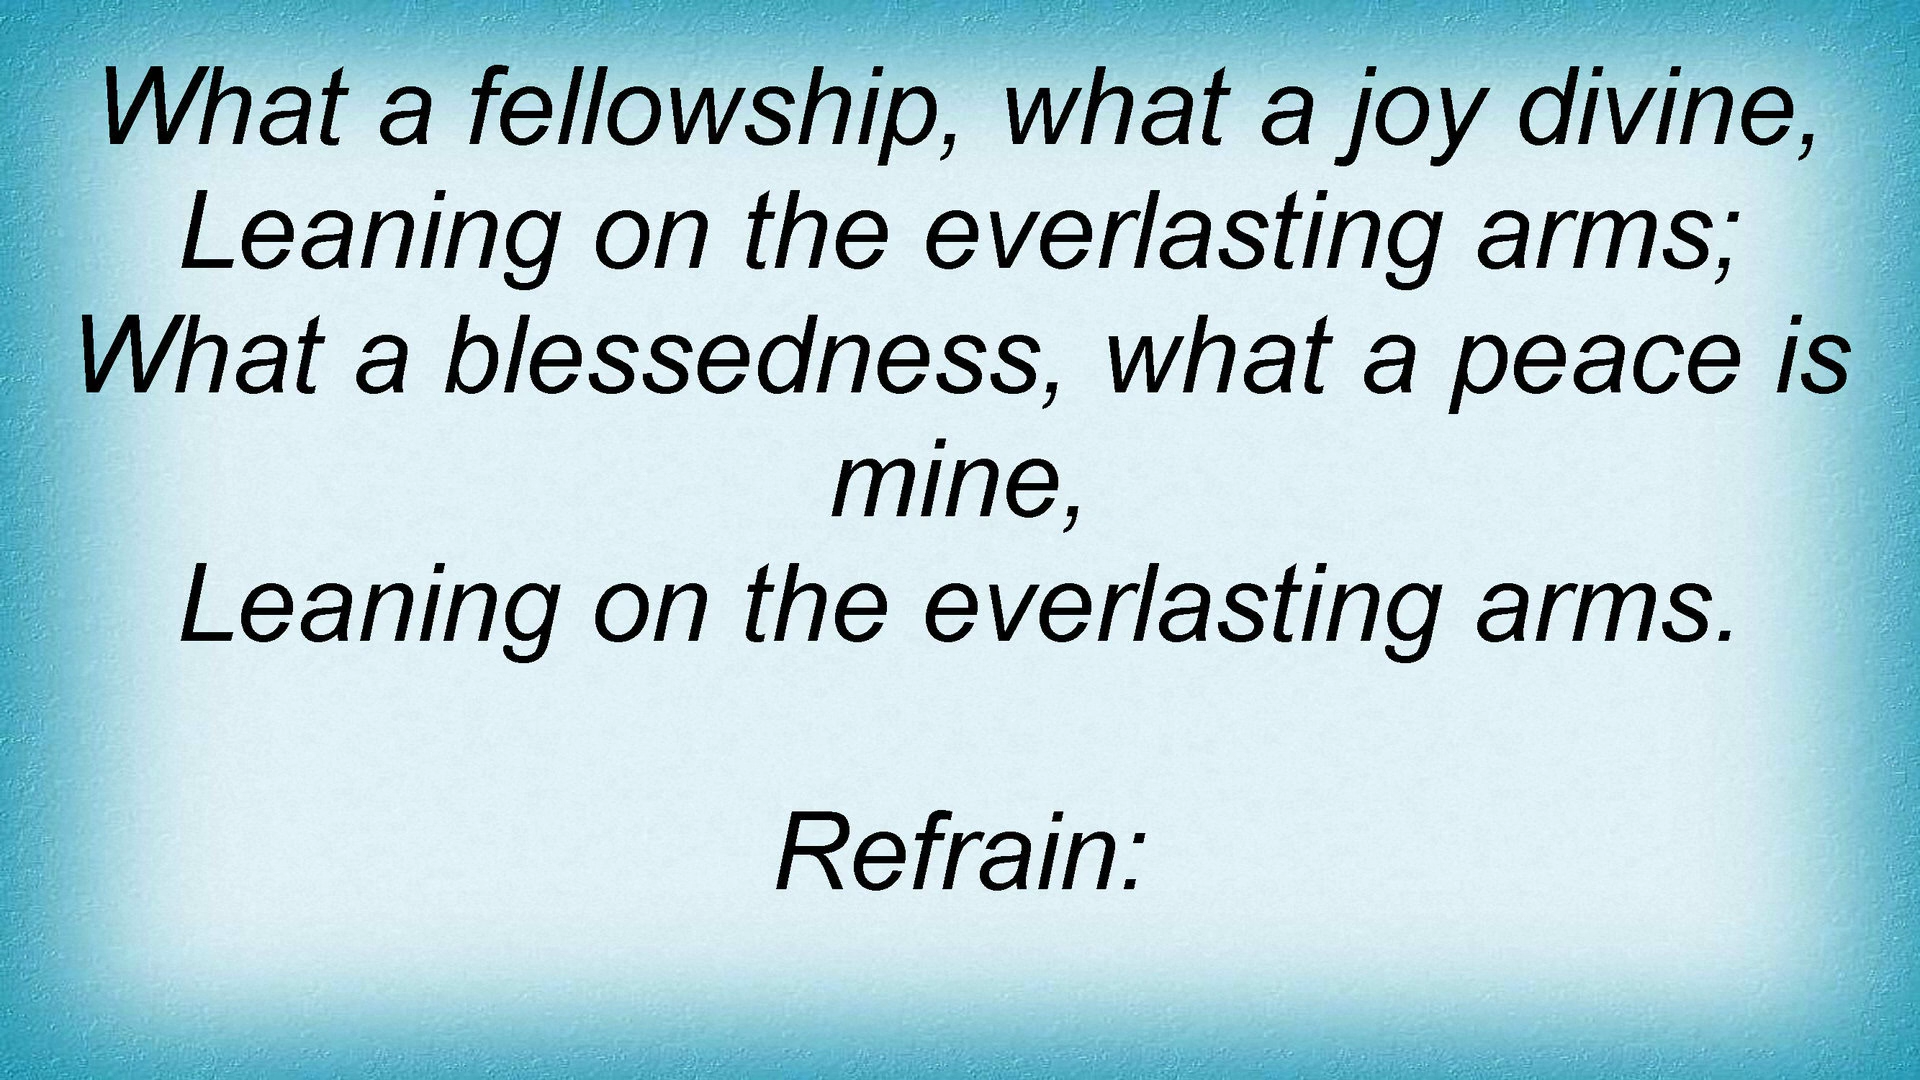 What a fellowship, what a joy divine,
Leaning on the everlasting arms;
What a blessedness, what a peace is
mine,
Leaning on the everlasting arms.
Refrain: